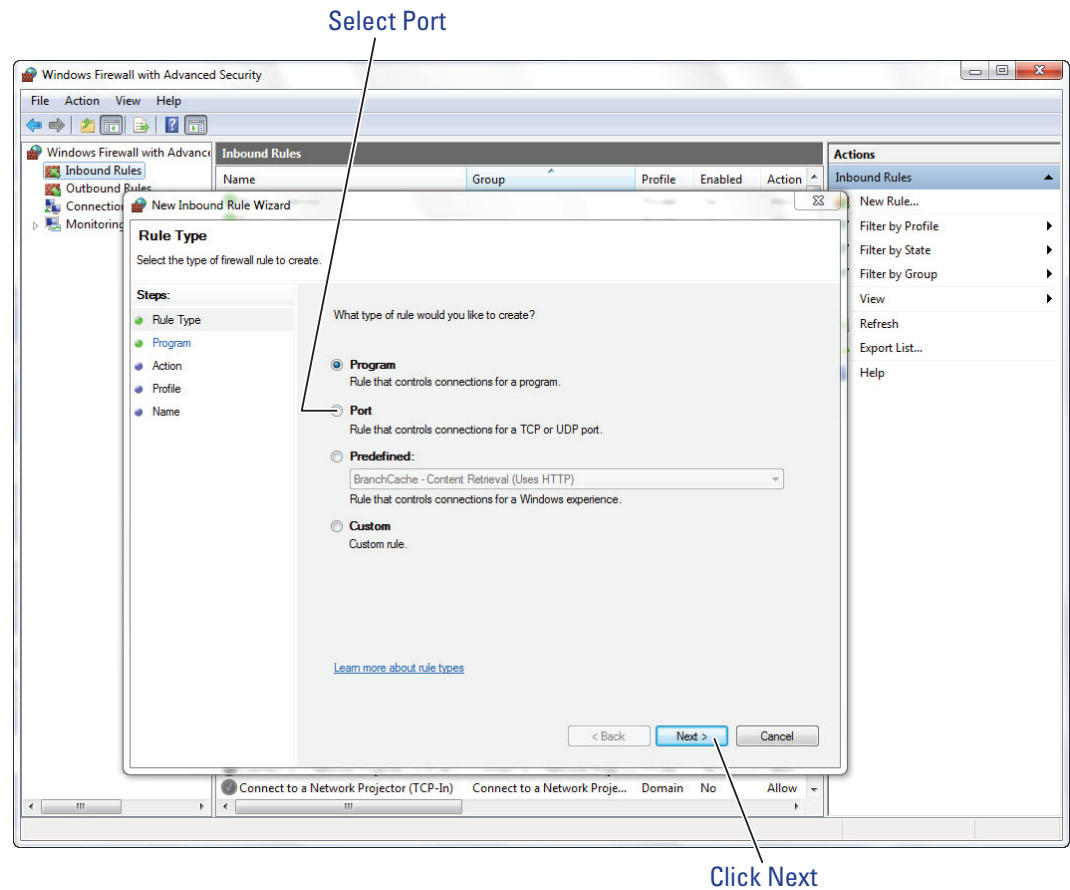 Select Port
Windows Firewall with Advanced Security
File Action View Help
Windows Firewall with Advance
Inbound Rules
Outbound Rules
Connection
Monitoring
Inbound Rules
Name Group Profile Enabled Action
Actions
Inbound Rules
New Rule...
Filter by Profile
Filter by State
Filter by Group
View
Refresh
Export List...
Help
New Inbound Rule Wizard
Rule Type
Select the type of firewall rule to create.
Steps:
Rule Type
Program
Action
Profile
Name
What type of rule would you like to create?
Program
Rule that controls connections for a program.
Port
Rule that controls connections for a TCP or UDP port.
Predefined:
BranchCache - Content Retrieval (Uses HTTP)
Rule that controls connections for a Windows experience.
Custom
Custom rule.
Learn more about rule types
< Back Next > Cancel
Connect to a Network Projector (TCP-In) Connect to a Network Proje... Domain No Allow
Click Next